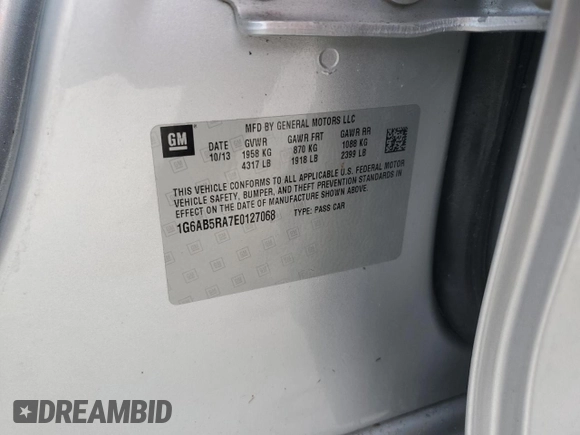 GM
MFD BY GENERAL MOTORS LLC
DATE GVWR GAWR FRT GAWR RR
10/13 1958 KG 870 KG 1088 KG
4317 LB 1918 LB 2399 LB
THIS VEHICLE CONFORMS TO ALL APPLICABLE U.S. FEDERAL MOTOR
VEHICLE SAFETY, BUMPER, AND THEFT PREVENTION STANDARDS IN
EFFECT ON THE DATE OF MANUFACTURE SHOWN ABOVE.
1G6AB5RA7E0127068 TYPE: PASS CAR
DREAMBID